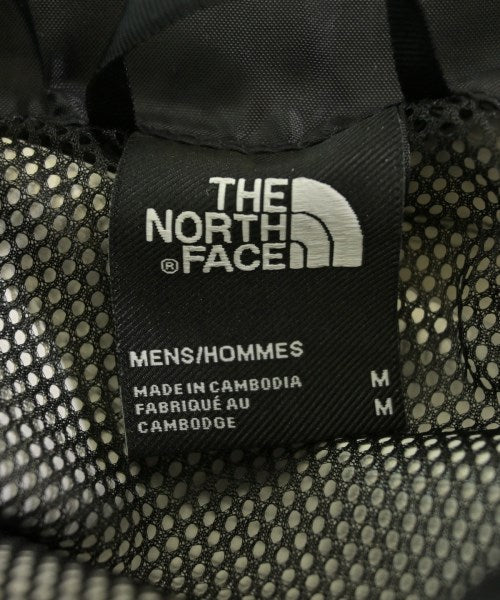 THE
NORTH
® FACE
MENS/HOMMES
MADE IN CAMBODIA M
FABRIQUÉ AU M
CAMBODGE